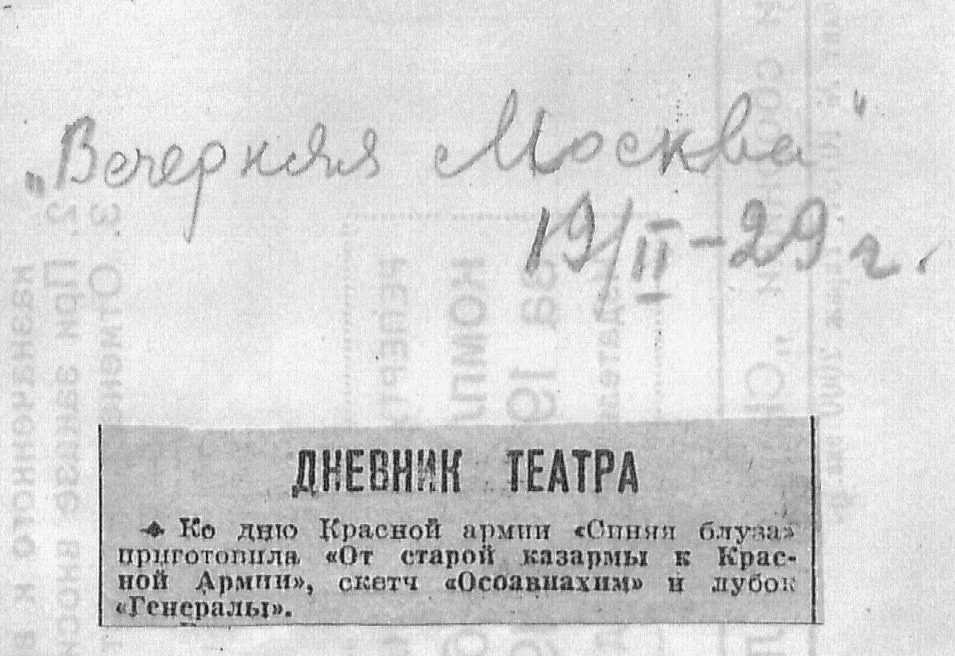 „Вечерняя Москва"
19/II – 29 г.
ДНЕВНИК ТЕАТРА
Ко дню Красной армии «Синяя блуза»
приготовила «От старой казармы к Крас-
ной Армии», скетч «Осоавиахим» и лубок
«Генералы».